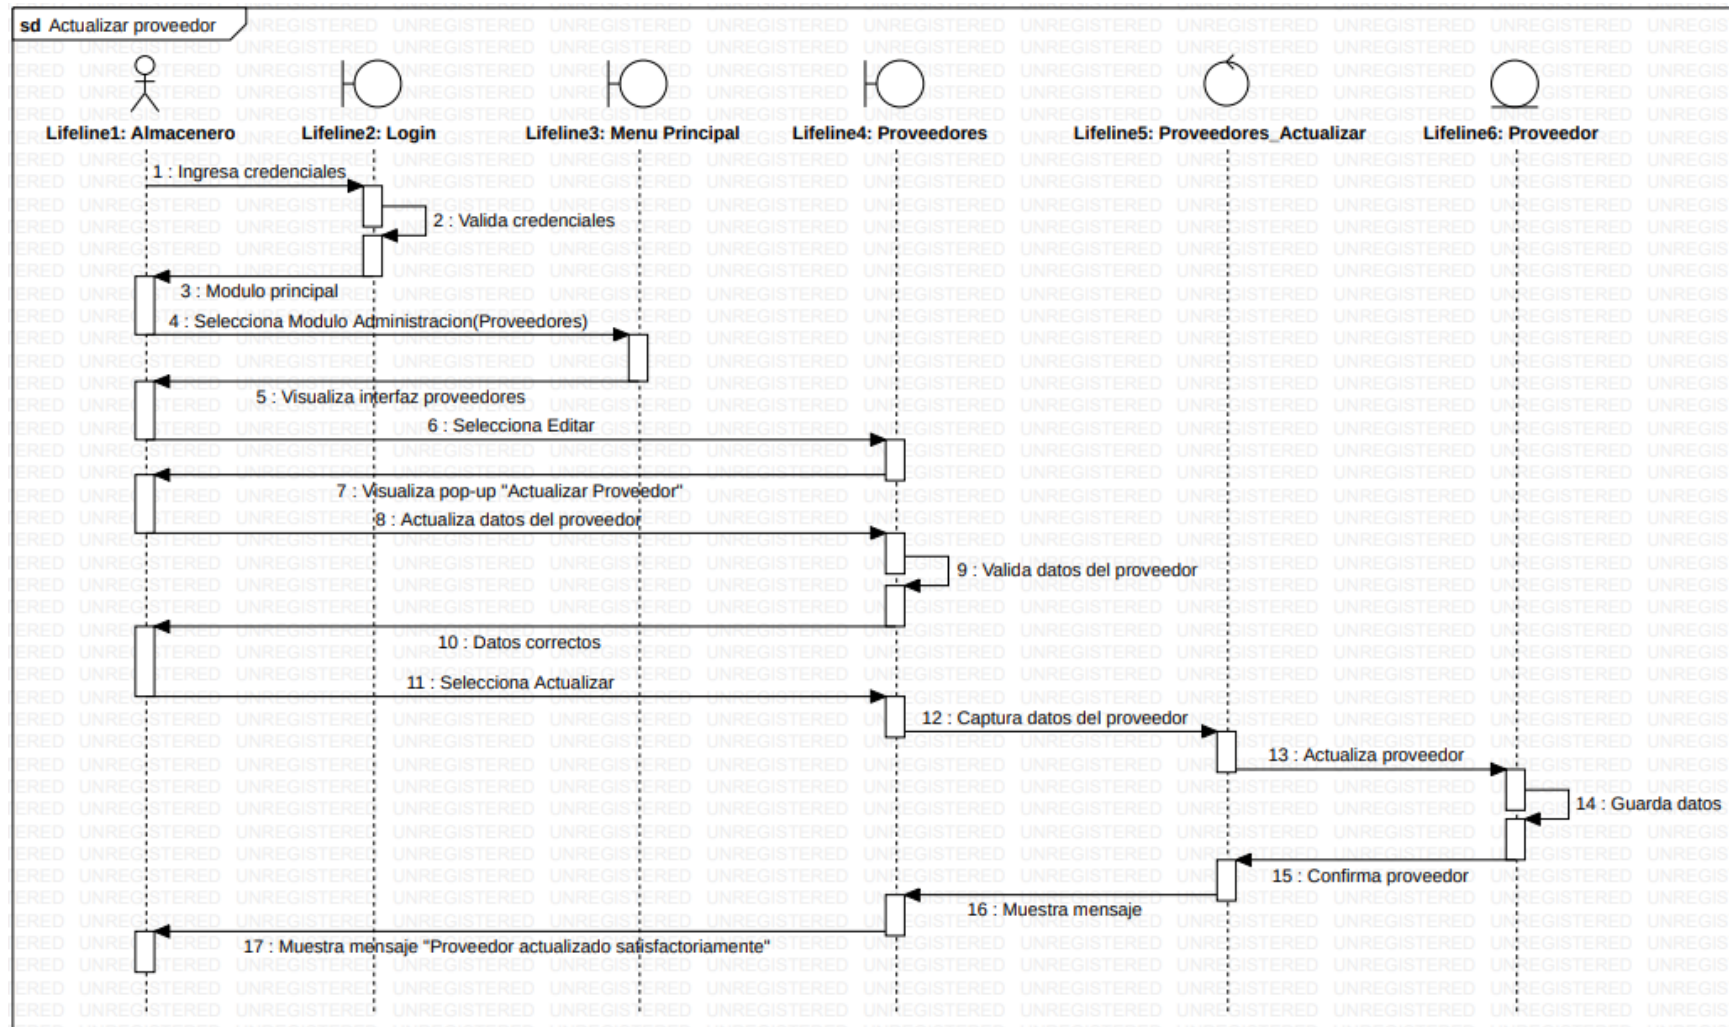 sd Actualizar proveedor
Lifeline1: Almacenero
Lifeline2: Login
Lifeline3: Menu Principal
Lifeline4: Proveedores
Lifeline5: Proveedores_Actualizar
Lifeline6: Proveedor
1 : Ingresa credenciales
2 : Valida credenciales
3 : Modulo principal
4 : Selecciona Modulo Administracion(Proveedores)
5 : Visualiza interfaz proveedores
6 : Selecciona Editar
7 : Visualiza pop-up "Actualizar Proveedor"
8 : Actualiza datos del proveedor
9 : Valida datos del proveedor
10 : Datos correctos
11 : Selecciona Actualizar
12 : Captura datos del proveedor
13 : Actualiza proveedor
14 : Guarda datos
15 : Confirma proveedor
16 : Muestra mensaje
17 : Muestra mensaje "Proveedor actualizado satisfactoriamente"
UNREGISTERED